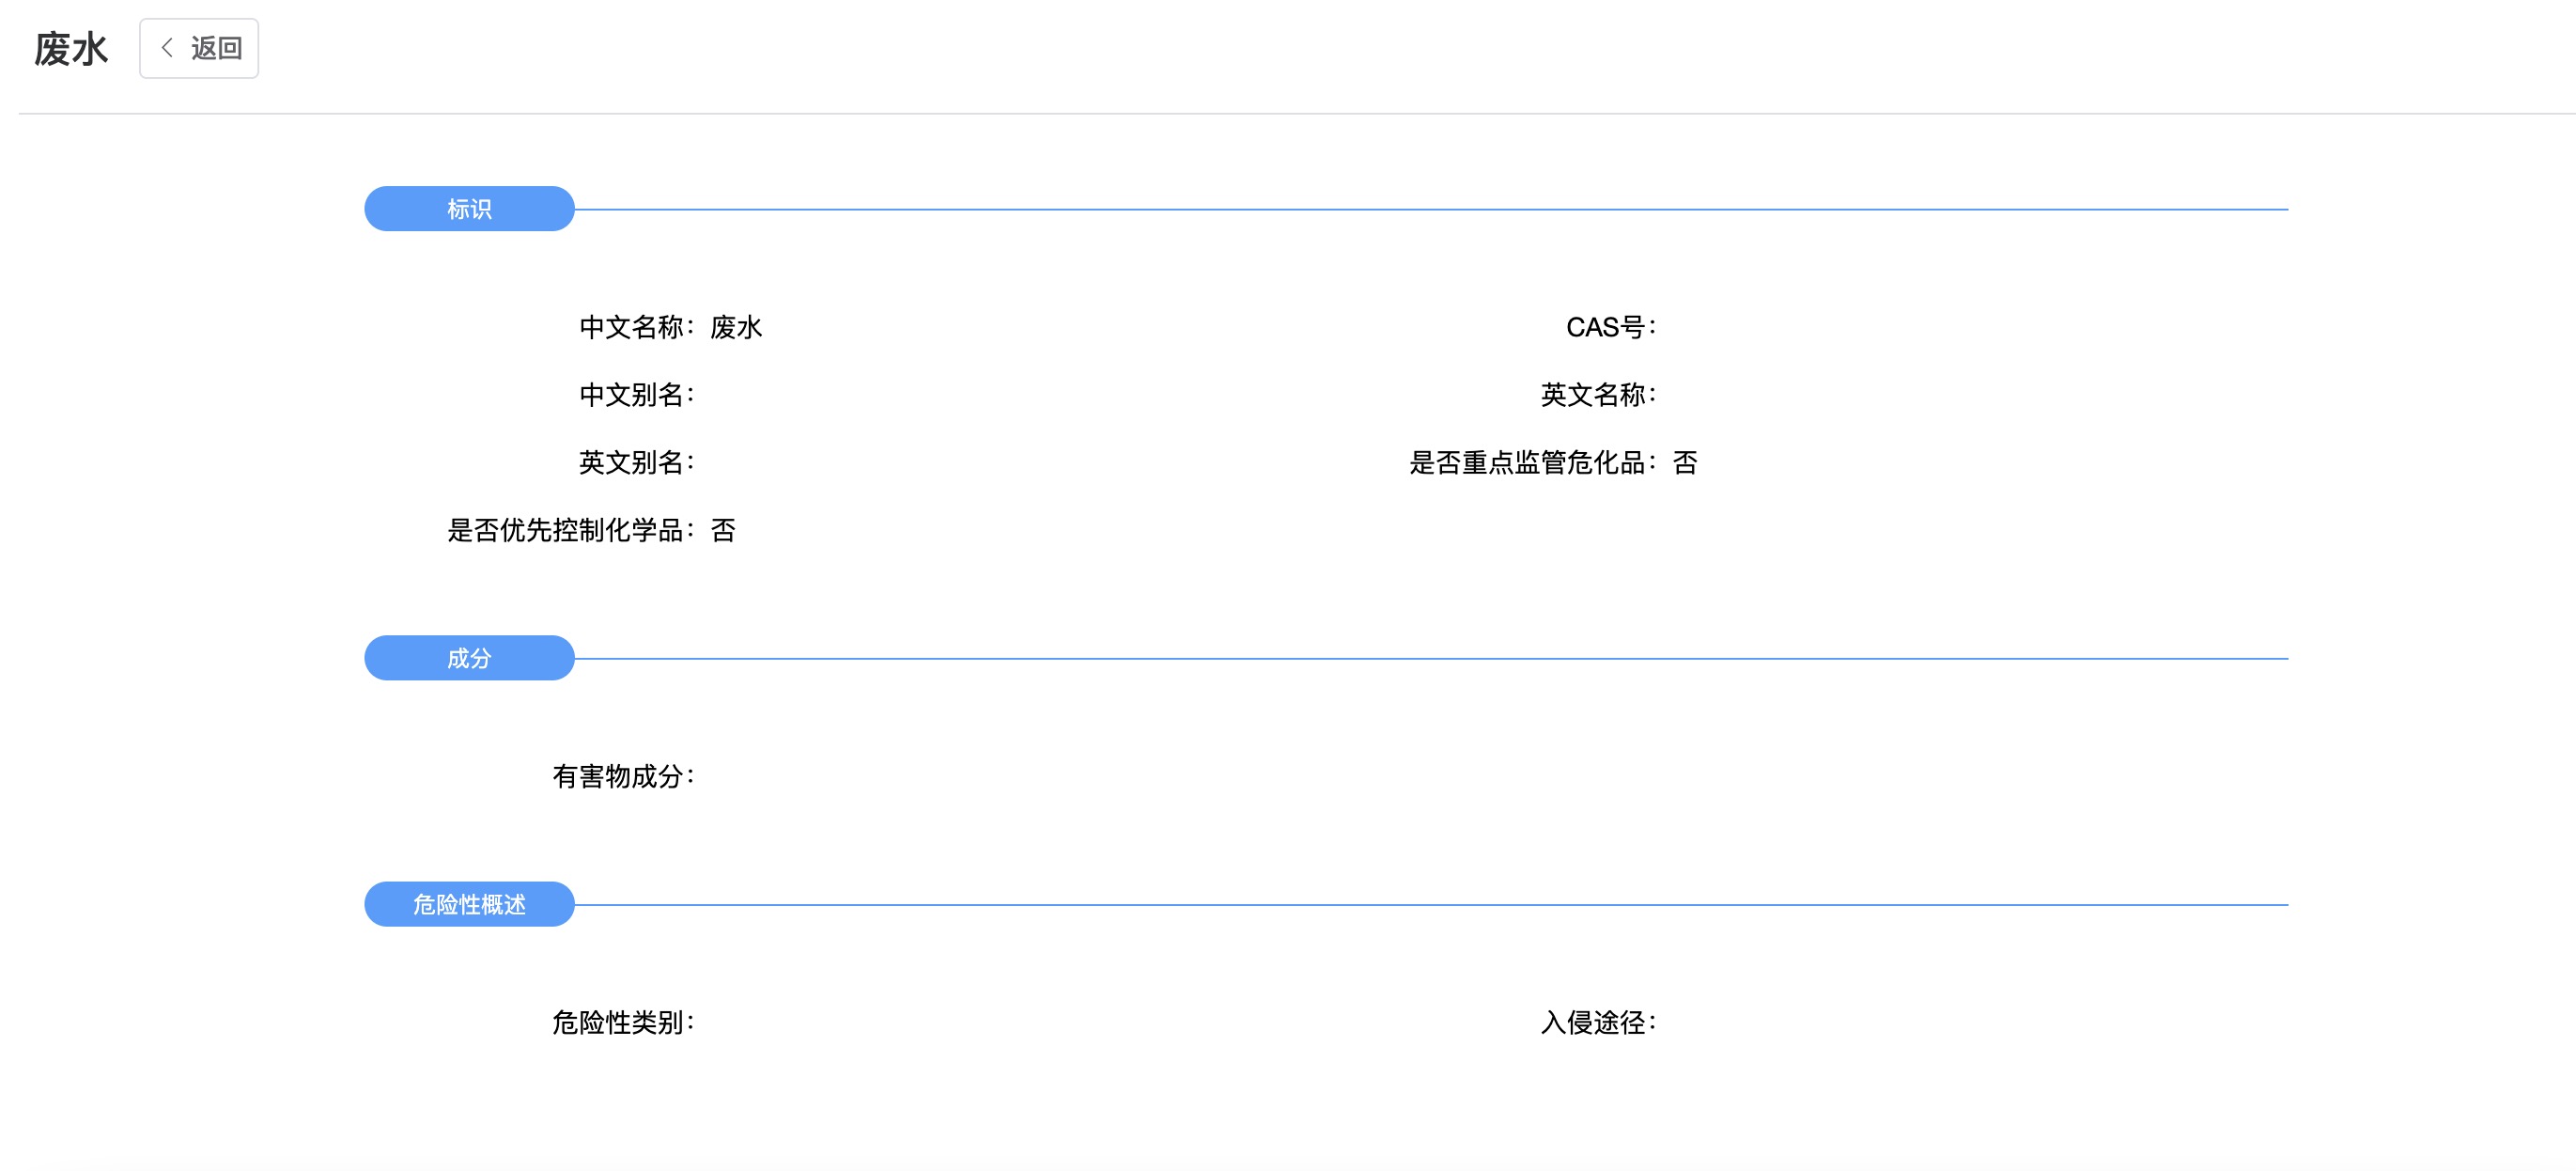 废水 返回
标识
中文名称：废水 CAS号：
中文别名： 英文名称：
英文别名： 是否重点监管危化品：否
是否优先控制化学品：否
成分
有害物成分：
危险性概述
危险性类别： 入侵途径：